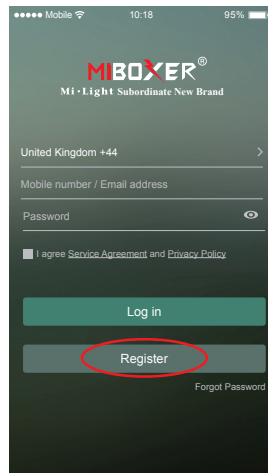 Mobile 10:18 95%
MIBOXER®
Mi·Light Subordinate New Brand
United Kingdom +44
Mobile number / Email address
Password
I agree Service Agreement and Privacy Policy
Log in
Register
Forgot Password